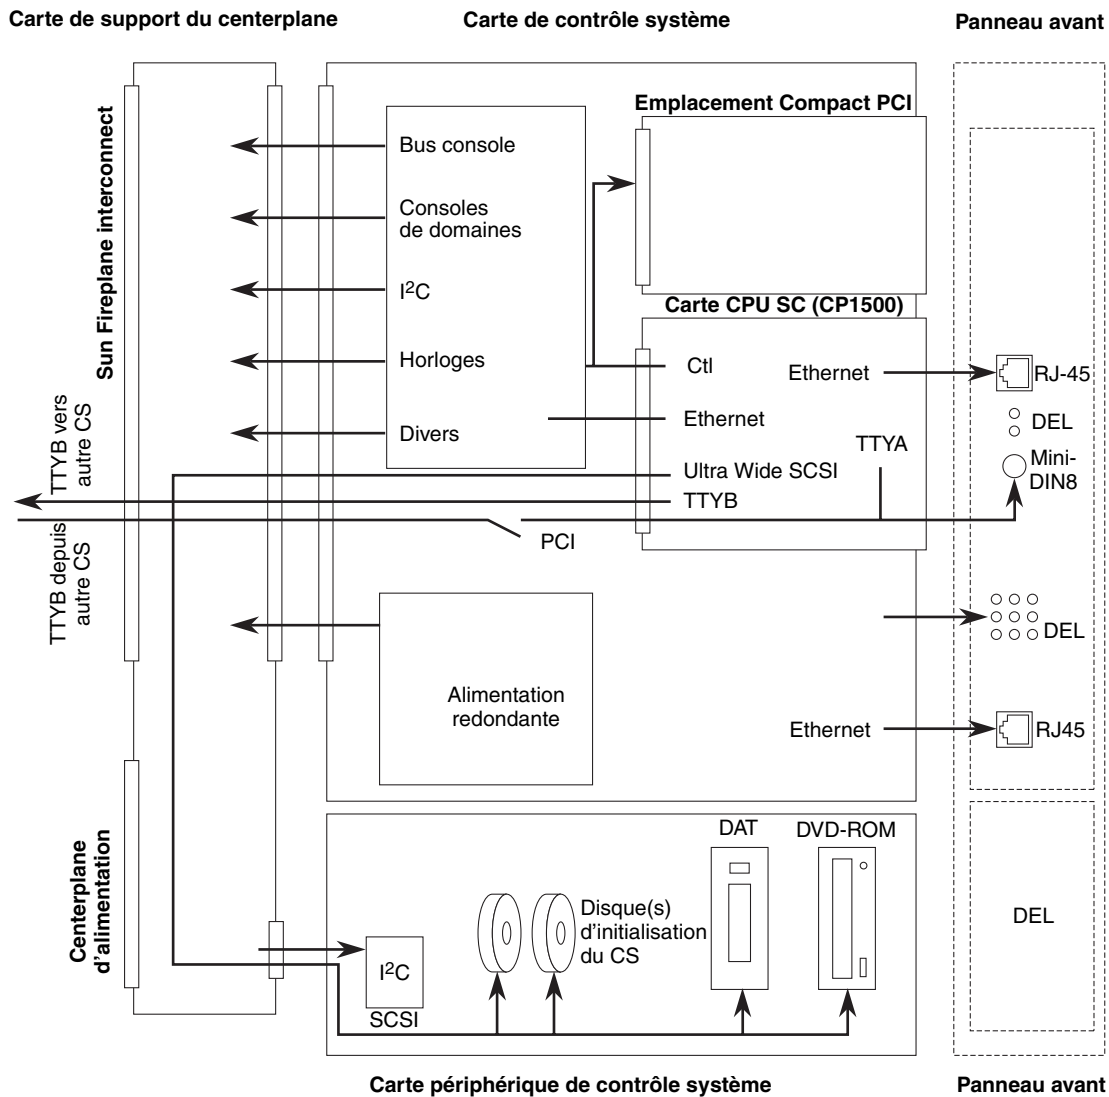 Carte de support du centerplane
Carte de contrôle système
Panneau avant
Emplacement Compact PCI
Bus console
Consoles
de domaines
I²C
Horloges
Divers
Sun Fireplane interconnect
Carte CPU SC (CP1500)
Ctl
Ethernet
RJ-45
Ethernet
DEL
TTYA
Mini-
DIN8
Ultra Wide SCSI
TTYB
TTYB vers
autre CS
PCI
TTYB depuis
autre CS
DEL
Alimentation
redondante
Ethernet
RJ45
DAT
DVD-ROM
Centerplane
d'alimentation
Disque(s)
d'initialisation
du CS
DEL
I²C
SCSI
Carte périphérique de contrôle système
Panneau avant